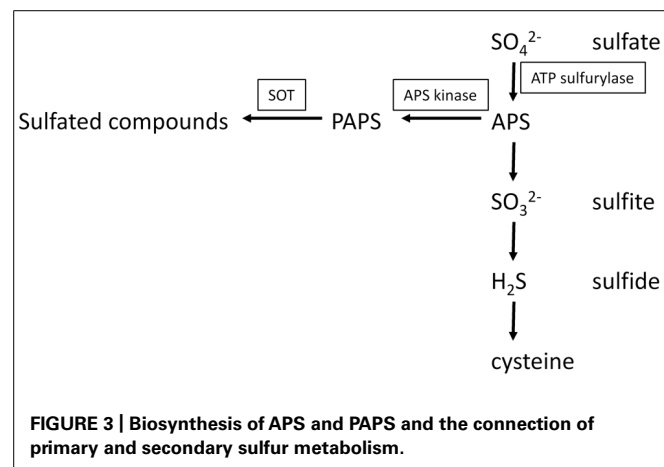 SO₄²⁻ sulfate
ATP sulfurylase
SOT APS kinase
Sulfated compounds PAPS APS
SO₃²⁻ sulfite
H₂S sulfide
cysteine
FIGURE 3 | Biosynthesis of APS and PAPS and the connection of
primary and secondary sulfur metabolism.